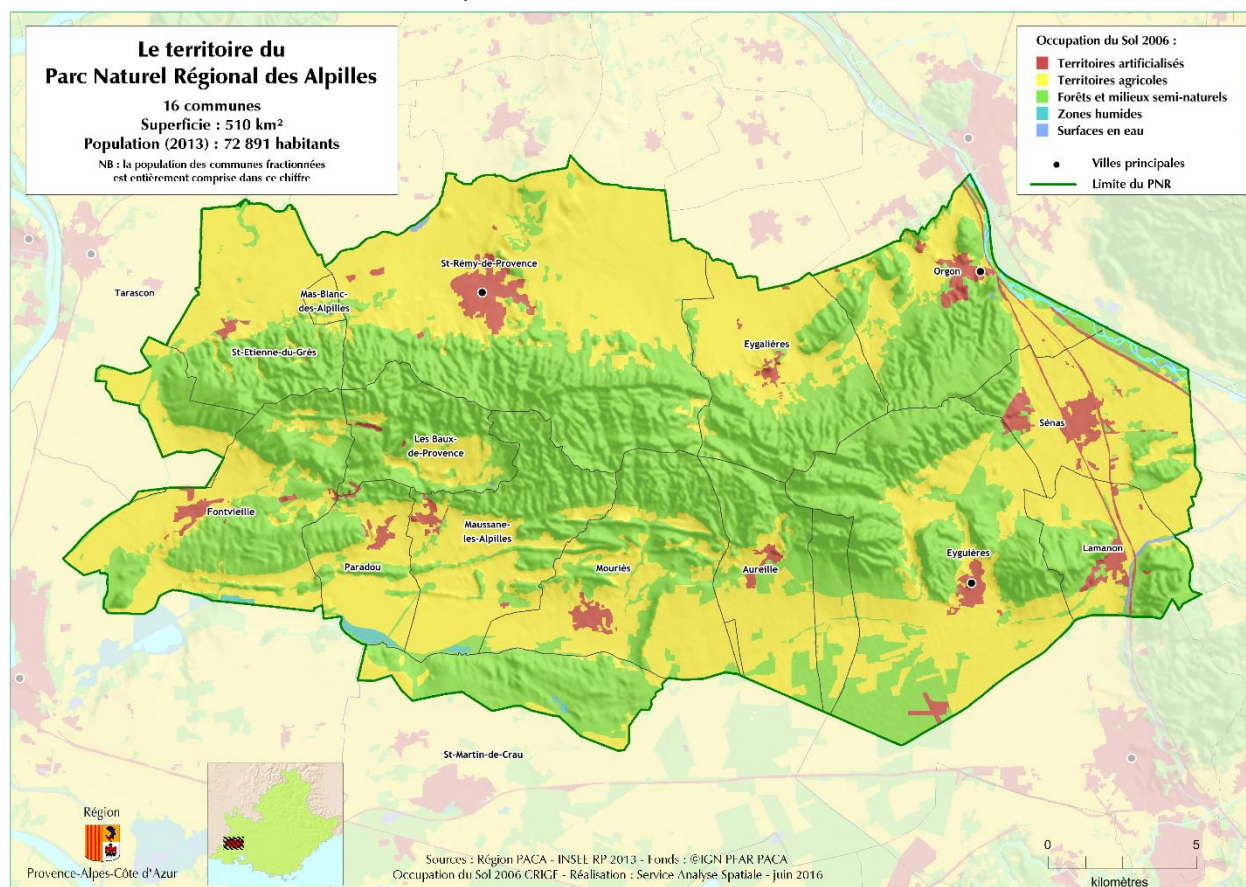 Le territoire du
Parc Naturel Régional des Alpilles
16 communes
Superficie : 510 km²
Population (2013) : 72 891 habitants
NB : la population des communes fractionnées
est entièrement comprise dans ce chiffre
Occupation du Sol 2006 :
Territoires artificialisés
Territoires agricoles
Forêts et milieux semi-naturels
Zones humides
Surfaces en eau
Villes principales
Limite du PNR
St-Rémy-de-Provence
Orgon
Tarascon
Mas-Blanc-
des-Alpilles
St-Etienne-du-Grès
Eygalières
Sénas
Les Baux-
de-Provence
Fontvieille
Maussane-
les-Alpilles
Paradou
Mouriès
Aureille
Eyguières
Lamanon
St-Martin-de-Crau
Région
Provence-Alpes-Côte d'Azur
Sources : Région PACA - INSEE RP 2013 - Fonds : ©IGN PFAR PACA
Occupation du Sol 2006 CRIGE - Réalisation : Service Analyse Spatiale - juin 2016
0 5
kilomètres